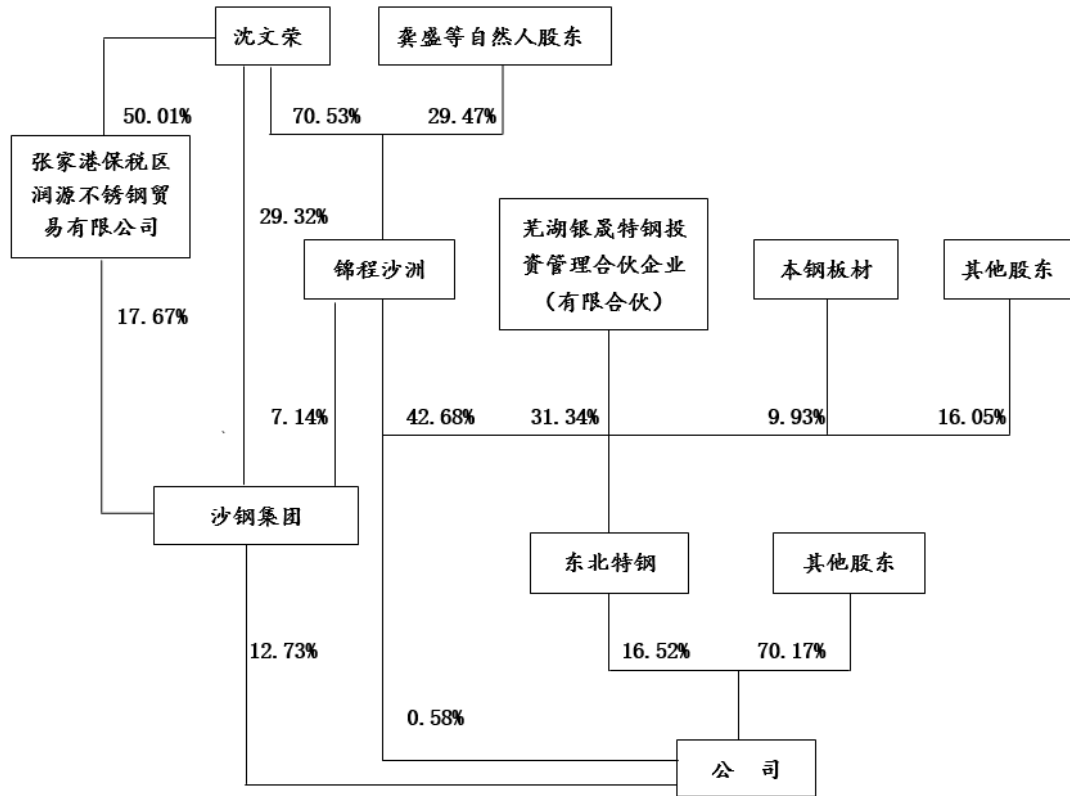 沈文荣
龚盛等自然人股东
50.01%
70.53%
29.47%
张家港保税区
润源不锈钢贸
易有限公司
29.32%
锦程沙洲
芜湖银晟特钢投
资管理合伙企业
（有限合伙）
本钢板材
其他股东
17.67%
7.14%
42.68%
31.34%
9.93%
16.05%
沙钢集团
东北特钢
其他股东
12.73%
16.52%
70.17%
0.58%
公 司